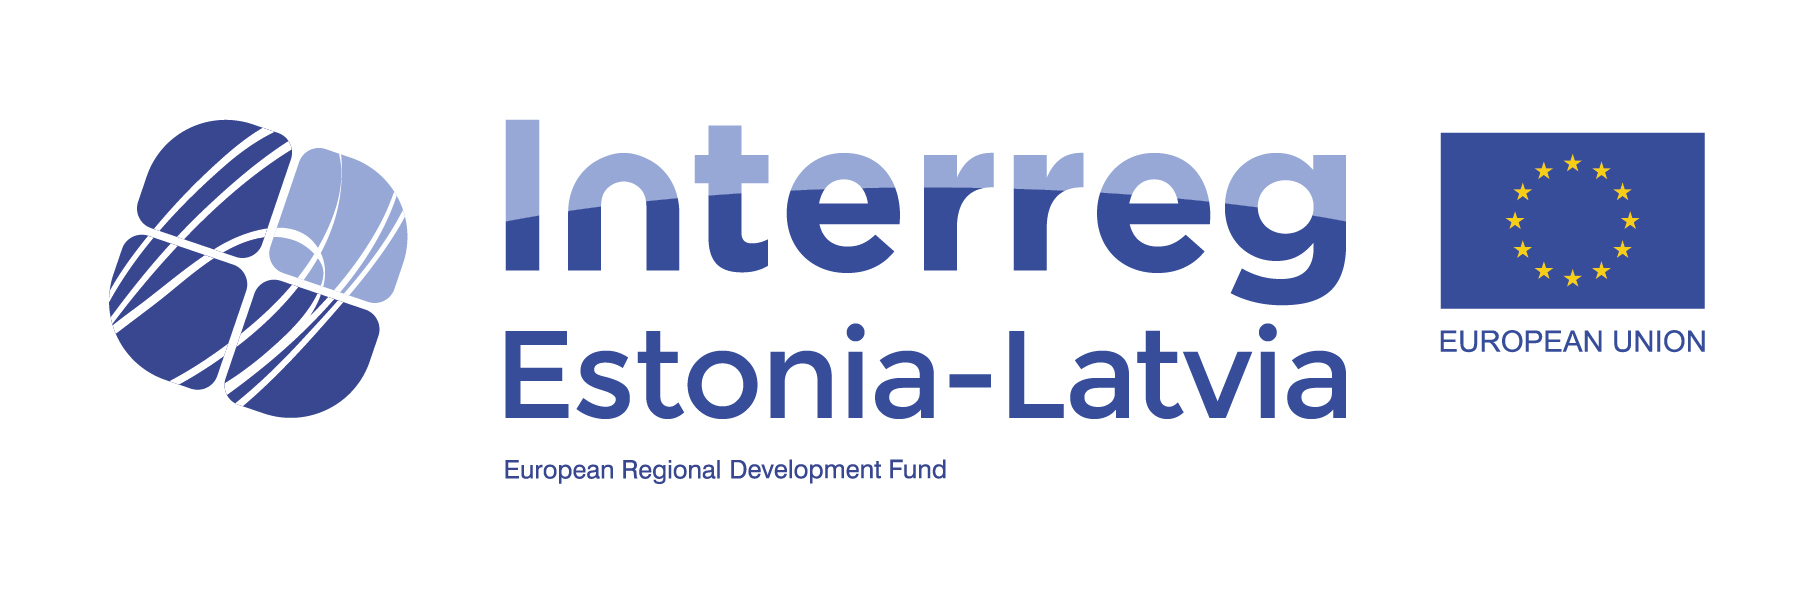 Interreg
Estonia-Latvia
European Regional Development Fund
EUROPEAN UNION